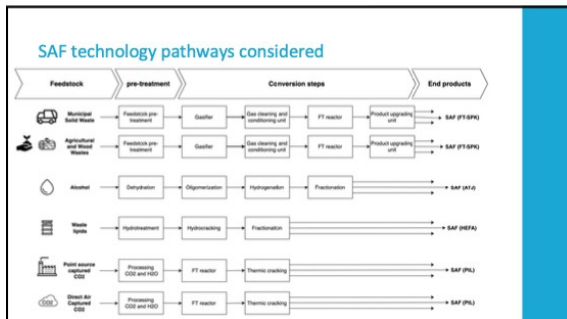 SAF technology pathways considered
Feedstock
pre-treatment
Conversion steps
End products
Municipal
Solid Waste
Feedstock pre-
treatment
Gasifier
Gas cleaning and
conditioning unit
FT reactor
Product upgrading
unit
SAF (FT-SPK)
Agricultural
and Wood
Wastes
Feedstock pre-
treatment
Gasifier
Gas cleaning and
conditioning unit
FT reactor
Product upgrading
unit
SAF (FT-SPK)
Alcohol
Dehydration
Oligomerization
Hydrogenation
Fractionation
SAF (ATJ)
Waste
lipids
Hydrotreatment
Hydrocracking
Fractionation
SAF (HEFA)
Point source
captured
CO2
Processing
CO2 and H2O
FT reactor
Thermic cracking
SAF (PtL)
Direct Air
Captured
CO2
Processing
CO2 and H2O
FT reactor
Thermic cracking
SAF (PtL)